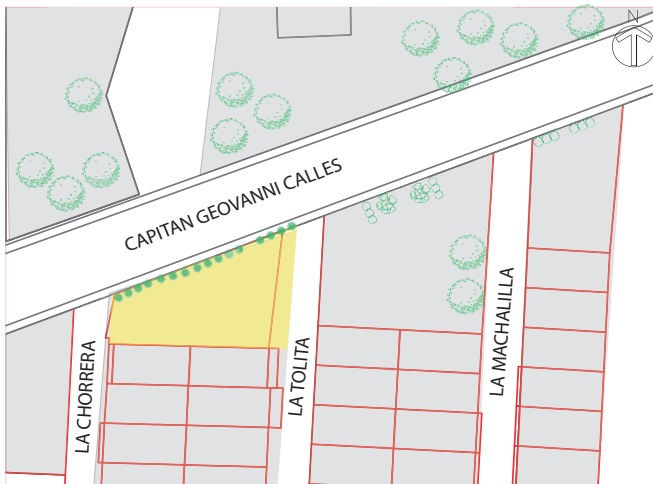 N
CAPITAN GEOVANNI CALLES
LA CHORRERA
LA TOLITA
LA MACHALILLA